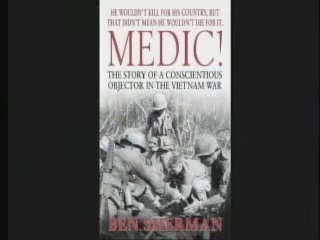 HE WOULDN'T KILL FOR HIS COUNTRY, BUT
THAT DIDN'T MEAN HE WOULDN'T DIE FOR IT.
MEDIC!
THE STORY OF A CONSCIENTIOUS
OBJECTOR IN THE VIETNAM WAR
BEN SHERMAN